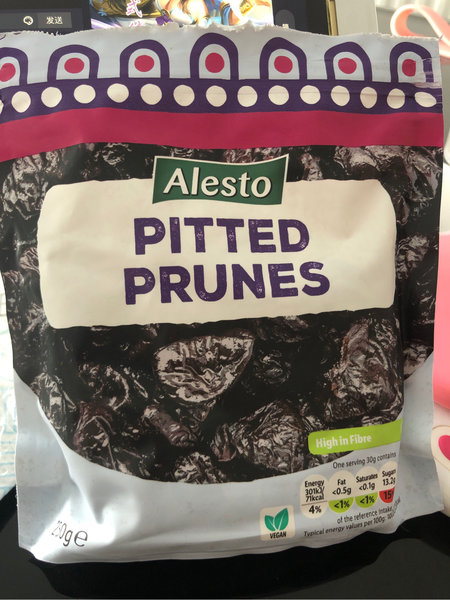 发送
Alesto
PITTED
PRUNES
High in Fibre
One serving 30g contains
Energy Fat Saturates Sugars
301kJ/ <0.5g <0.1g 13.2g
71kcal
4% <1% <1% 15
of the reference intake
Typical energy values per 100g:
VEGAN
250g e